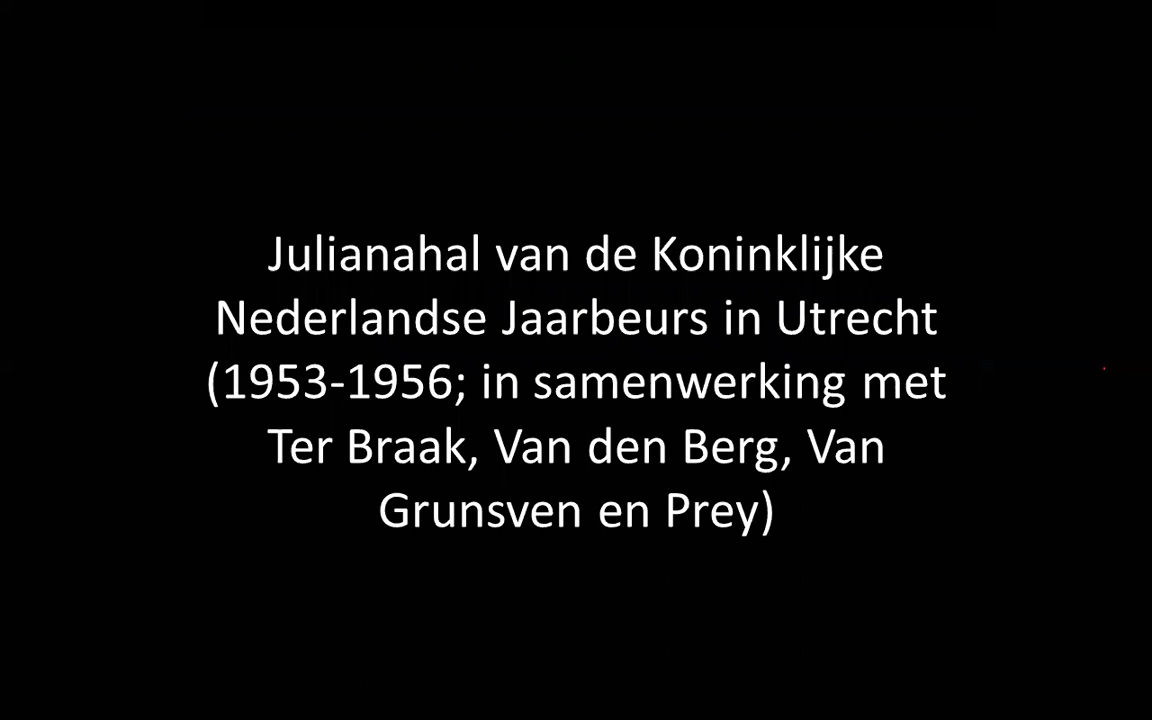 Julianahal van de Koninklijke
Nederlandse Jaarbeurs in Utrecht
(1953-1956; in samenwerking met
Ter Braak, Van den Berg, Van
Grunsven en Prey)